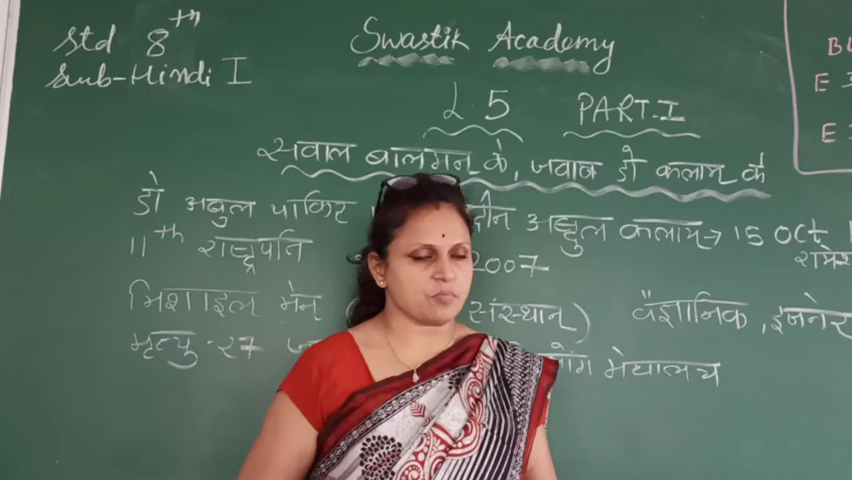 Std 8th
Swastik Academy
Sub-Hindi I
L 5 PART-I
सवाल बालमन के, जवाब डॉ कलाम के
डॉ अबुल पाकिर अब्दुल कलाम → 15 Oct
11th राष्ट्रपति 2007
मिशाइल मेन ( संस्थान) वैज्ञानिक, इंजनेर
मृत्यु - 27 मेघालय
E
E